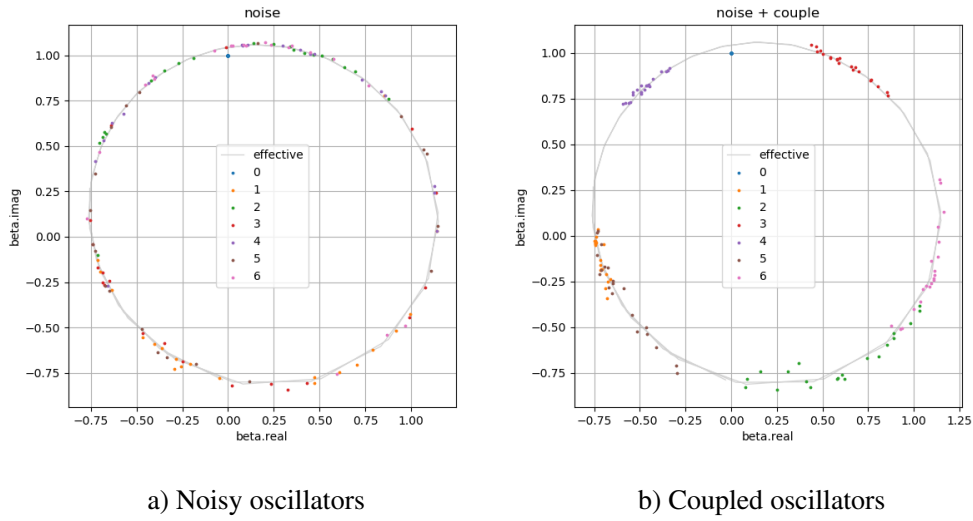 noise
1.00
0.75
0.50
0.25
0.00
−0.25
−0.50
−0.75
beta.imag
effective
0
1
2
3
4
5
6
−0.75 −0.50 −0.25 0.00 0.25 0.50 0.75 1.00
beta.real
noise + couple
1.00
0.75
0.50
0.25
0.00
−0.25
−0.50
−0.75
beta.imag
effective
0
1
2
3
4
5
6
−0.75 −0.50 −0.25 0.00 0.25 0.50 0.75 1.00 1.25
beta.real
a) Noisy oscillators
b) Coupled oscillators